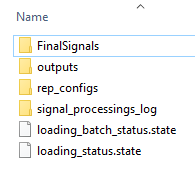 Name
FinalSignals
outputs
rep_configs
signal_processings_log
loading_batch_status.state
loading_status.state